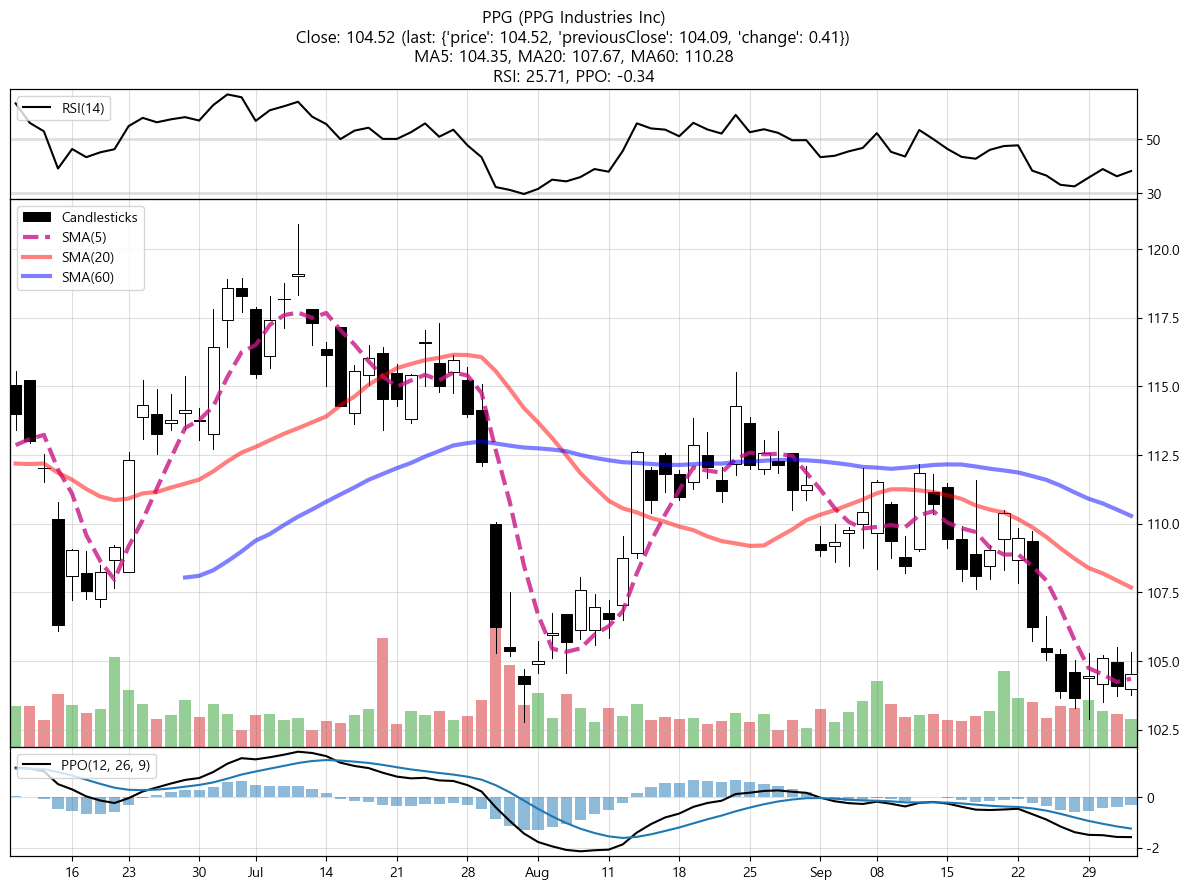 PPG (PPG Industries Inc)
Close: 104.52 (last: {'price': 104.52, 'previousClose': 104.09, 'change': 0.41})
MA5: 104.35, MA20: 107.67, MA60: 110.28
RSI: 25.71, PPO: -0.34
RSI(14)
50
30
Candlesticks
SMA(5)
SMA(20)
SMA(60)
120.0
117.5
115.0
112.5
110.0
107.5
105.0
102.5
PPO(12, 26, 9)
0
-2
16 23 30 Jul 14 21 28 Aug 11 18 25 Sep 08 15 22 29